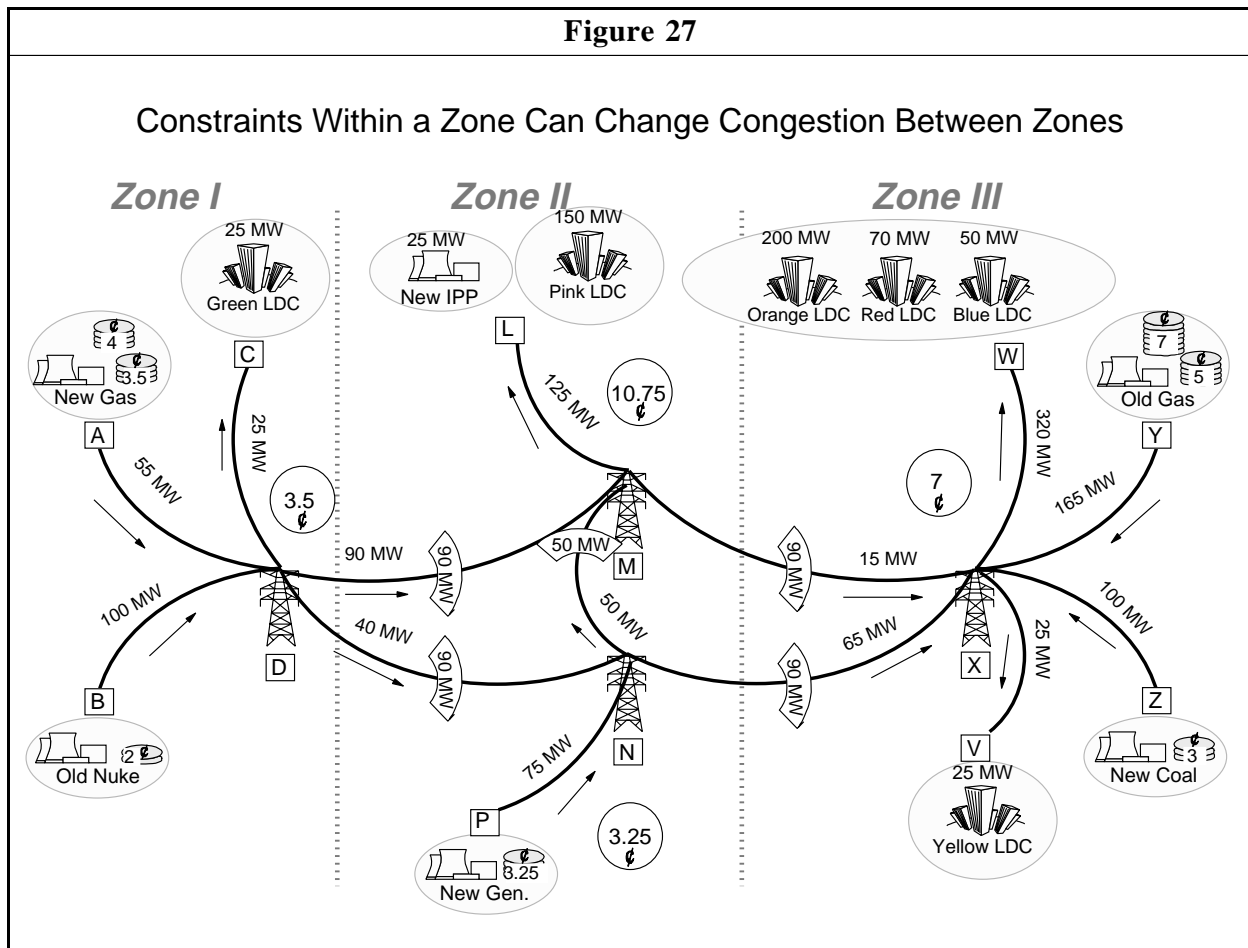 Figure 27
Constraints Within a Zone Can Change Congestion Between Zones
Zone I
Zone II
Zone III
25 MW
Green LDC
25 MW
New IPP
150 MW
Pink LDC
200 MW
70 MW
50 MW
Orange LDC
Red LDC
Blue LDC
¢
4
¢
3.5
New Gas
¢
7
¢
5
Old Gas
A
C
L
W
Y
55 MW
25 MW
125 MW
10.75
¢
320 MW
165 MW
3.5
¢
7
¢
90 MW
90 MW
50 MW
M
90 MW
15 MW
100 MW
40 MW
90 MW
50 MW
90 MW
65 MW
25 MW
100 MW
D
X
B
N
Z
2 ¢
Old Nuke
75 MW
V
¢
3
New Coal
P
3.25
¢
25 MW
Yellow LDC
¢
3.25
New Gen.